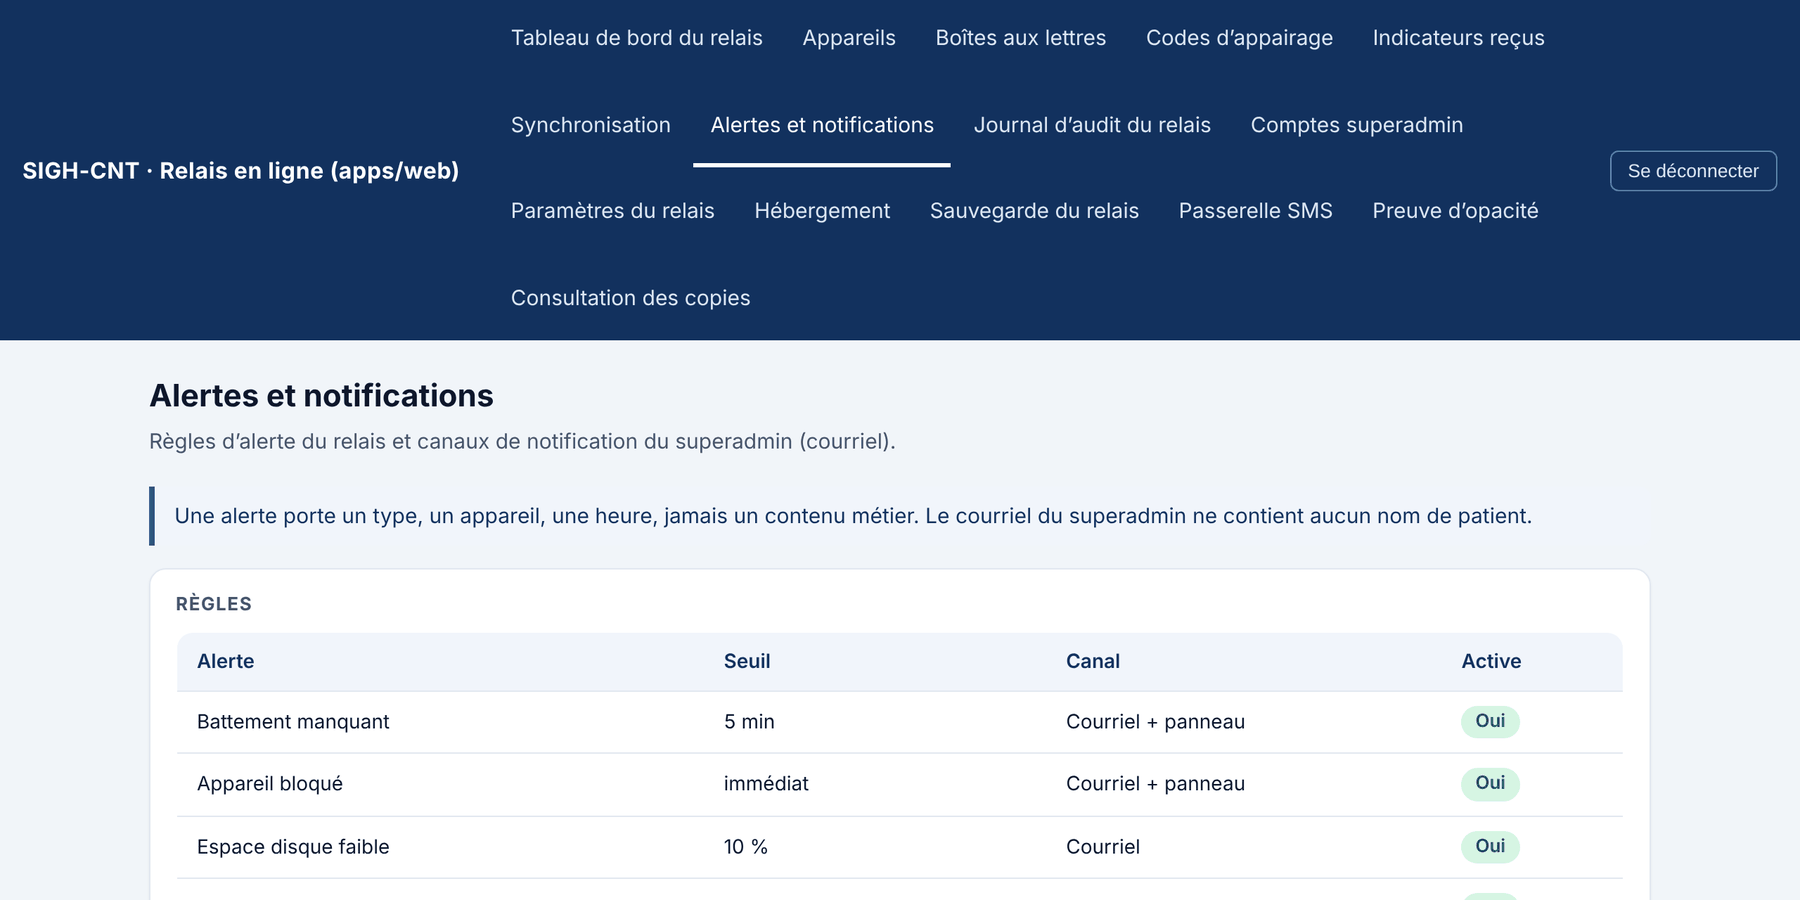 Tableau de bord du relais Appareils Boîtes aux lettres Codes d’appairage Indicateurs reçus
Synchronisation Alertes et notifications Journal d’audit du relais Comptes superadmin
SIGH-CNT · Relais en ligne (apps/web)
Se déconnecter
Paramètres du relais Hébergement Sauvegarde du relais Passerelle SMS Preuve d’opacité
Consultation des copies
Alertes et notifications
Règles d’alerte du relais et canaux de notification du superadmin (courriel).
Une alerte porte un type, un appareil, une heure, jamais un contenu métier. Le courriel du superadmin ne contient aucun nom de patient.
RÈGLES
Alerte Seuil Canal Active
Battement manquant 5 min Courriel + panneau Oui
Appareil bloqué immédiat Courriel + panneau Oui
Espace disque faible 10 % Courriel Oui